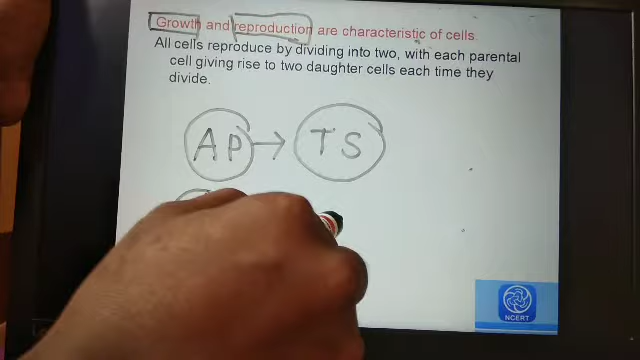 Growth and reproduction are characteristic of cells.
All cells reproduce by dividing into two, with each parental
cell giving rise to two daughter cells each time they
divide.
AP → TS
NCERT